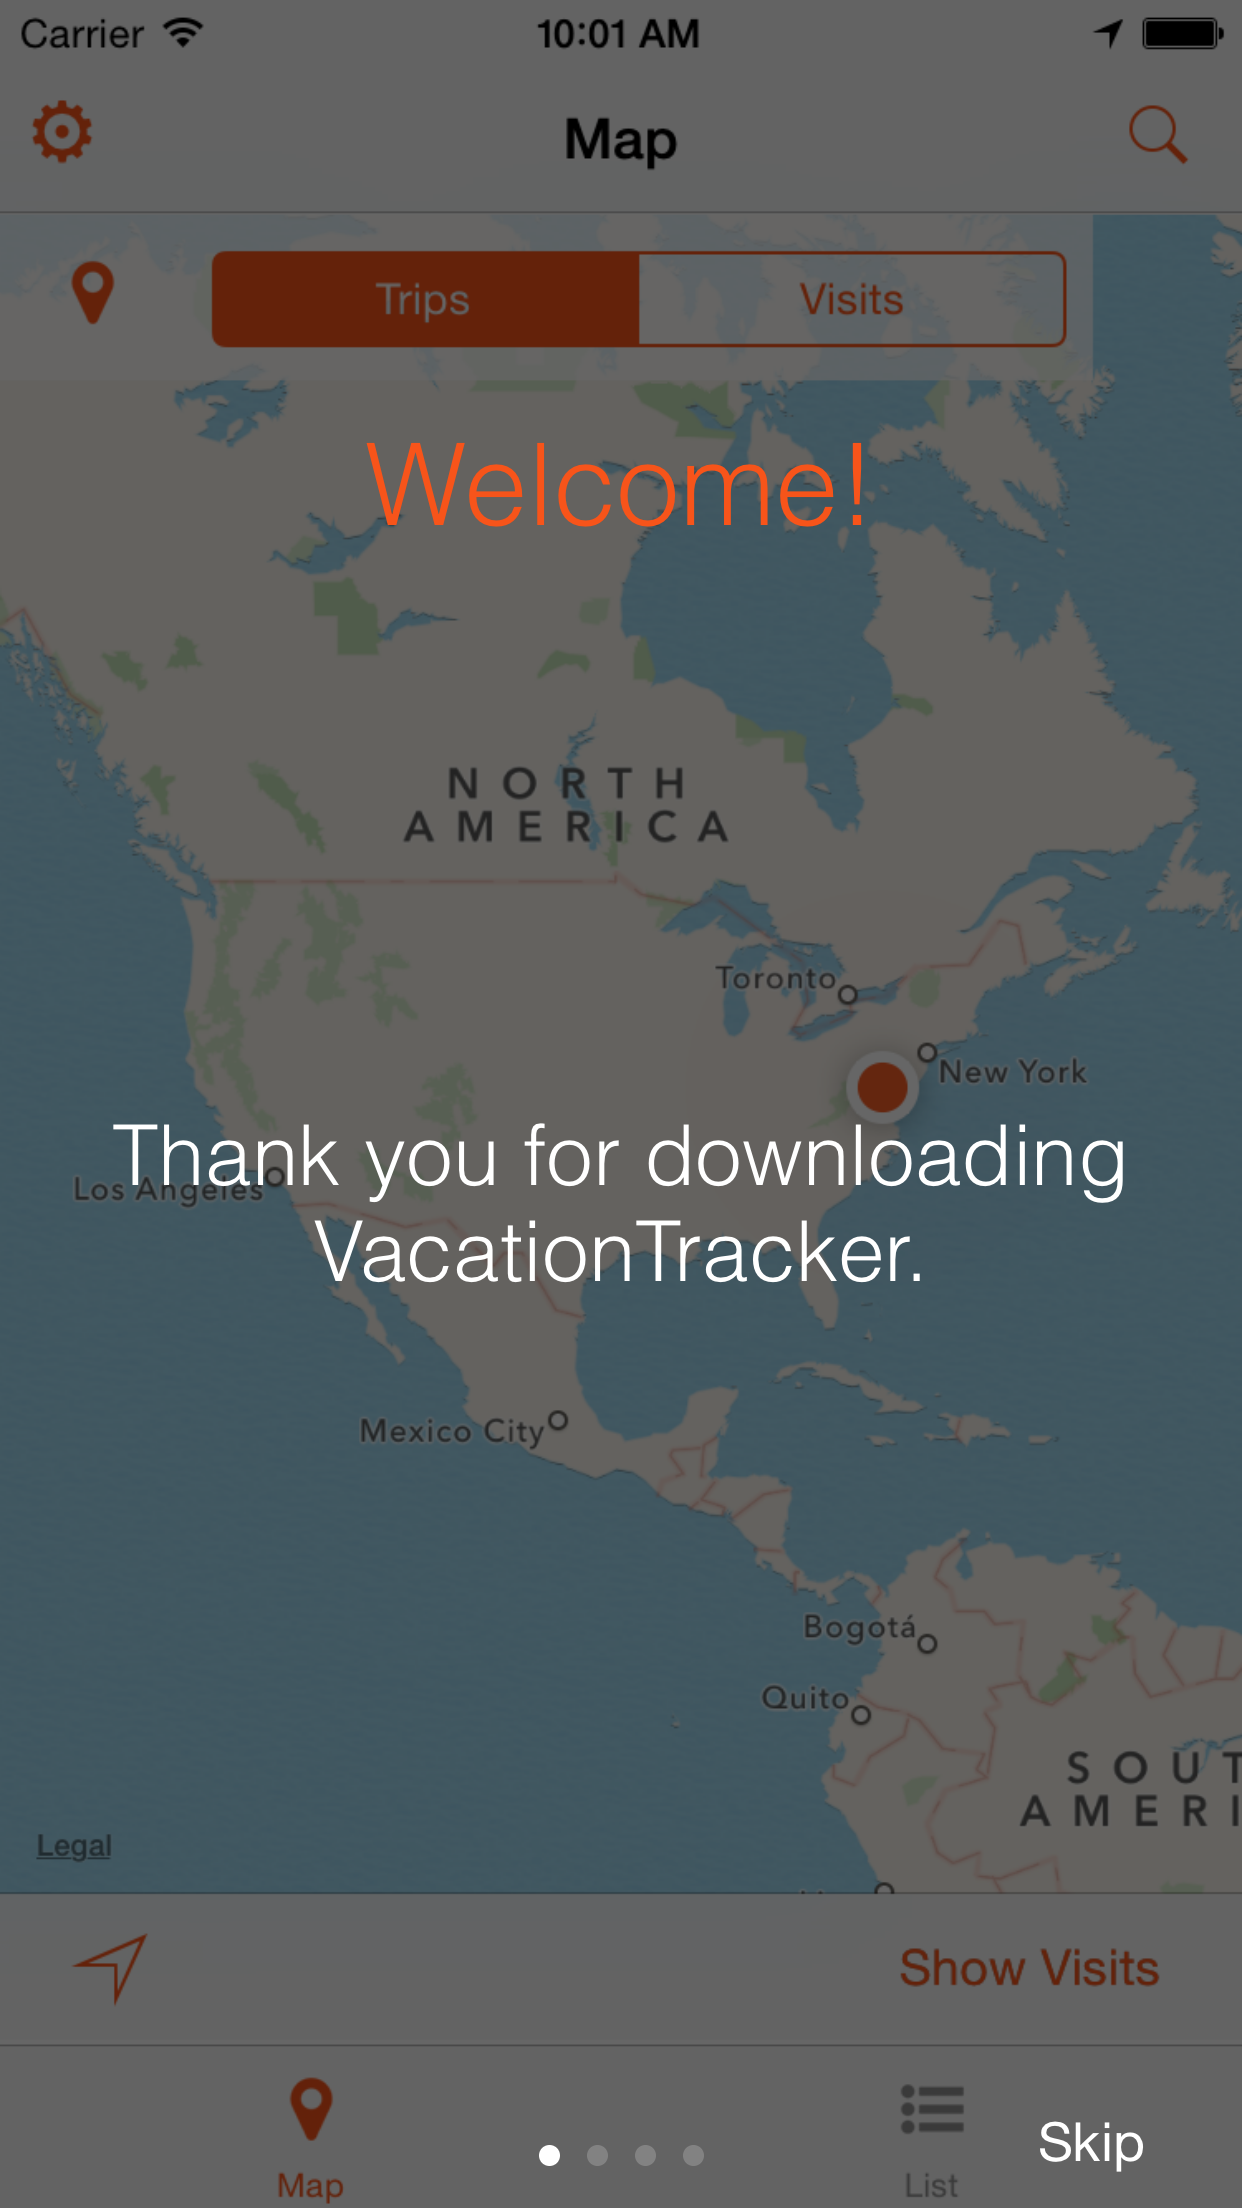 Carrier 10:01 AM
Map
Trips Visits
Welcome!
NORTH
AMERICA
Toronto
New York
Thank you for downloading
Los Angeles
VacationTracker.
Mexico City
Bogotá
Quito
SOUT
AMERI
Legal
Show Visits
Skip
Map List